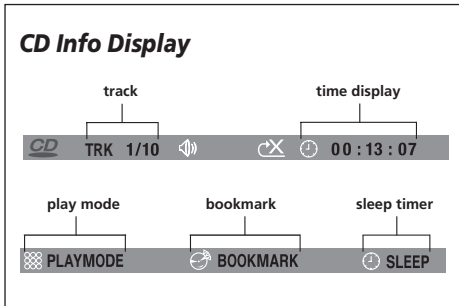 CD Info Display
track time display
CD TRK 1/10 00:13:07
play mode bookmark sleep timer
PLAYMODE BOOKMARK SLEEP